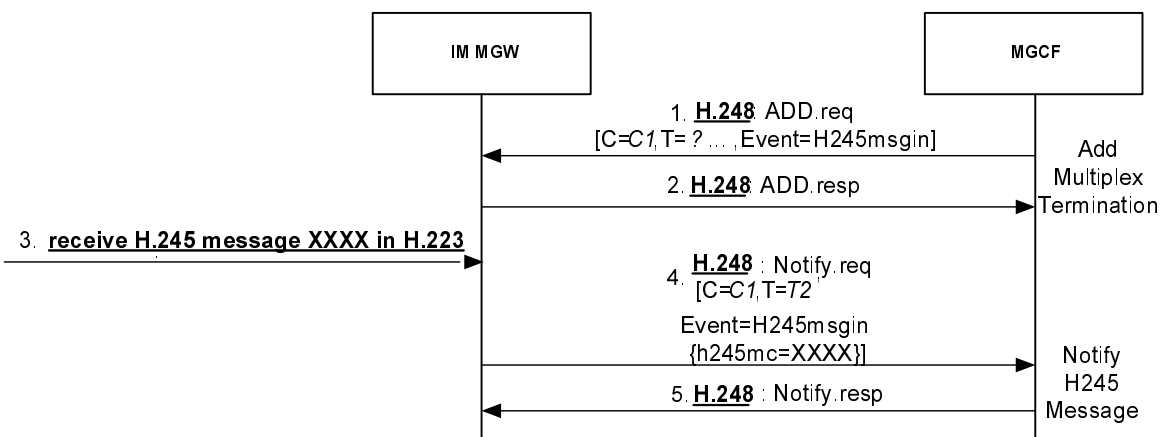 IM MGW
MGCF
1. H.248: ADD.req
[C=C1,T= ? ... ,Event=H245msgin]
Add
Multiplex
Termination
2. H.248: ADD.resp
3. receive H.245 message XXXX in H.223
4. H.248 : Notify.req
[C=C1,T=T2 ,
Event=H245msgin
{h245mc=XXXX}]
Notify
H245
Message
5. H.248 : Notify.resp